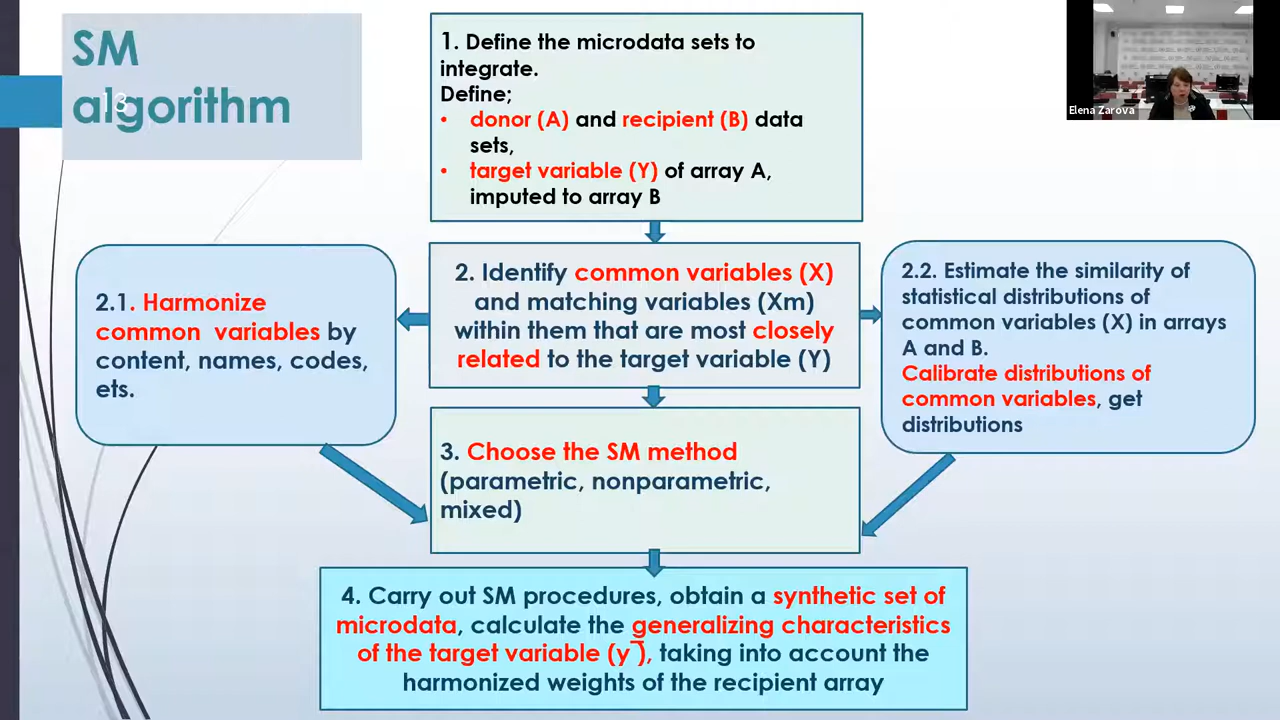 SM
algorithm
13
1. Define the microdata sets to
integrate.
Define;
• donor (A) and recipient (B) data
sets,
• target variable (Y) of array A,
imputed to array B
Elena Zarova
2.1. Harmonize
common variables by
content, names, codes,
ets.
2. Identify common variables (X)
and matching variables (Xm)
within them that are most closely
related to the target variable (Y)
2.2. Estimate the similarity of
statistical distributions of
common variables (X) in arrays
A and B.
Calibrate distributions of
common variables, get
distributions
3. Choose the SM method
(parametric, nonparametric,
mixed)
4. Carry out SM procedures, obtain a synthetic set of
microdata, calculate the generalizing characteristics
of the target variable (y ̅), taking into account the
harmonized weights of the recipient array